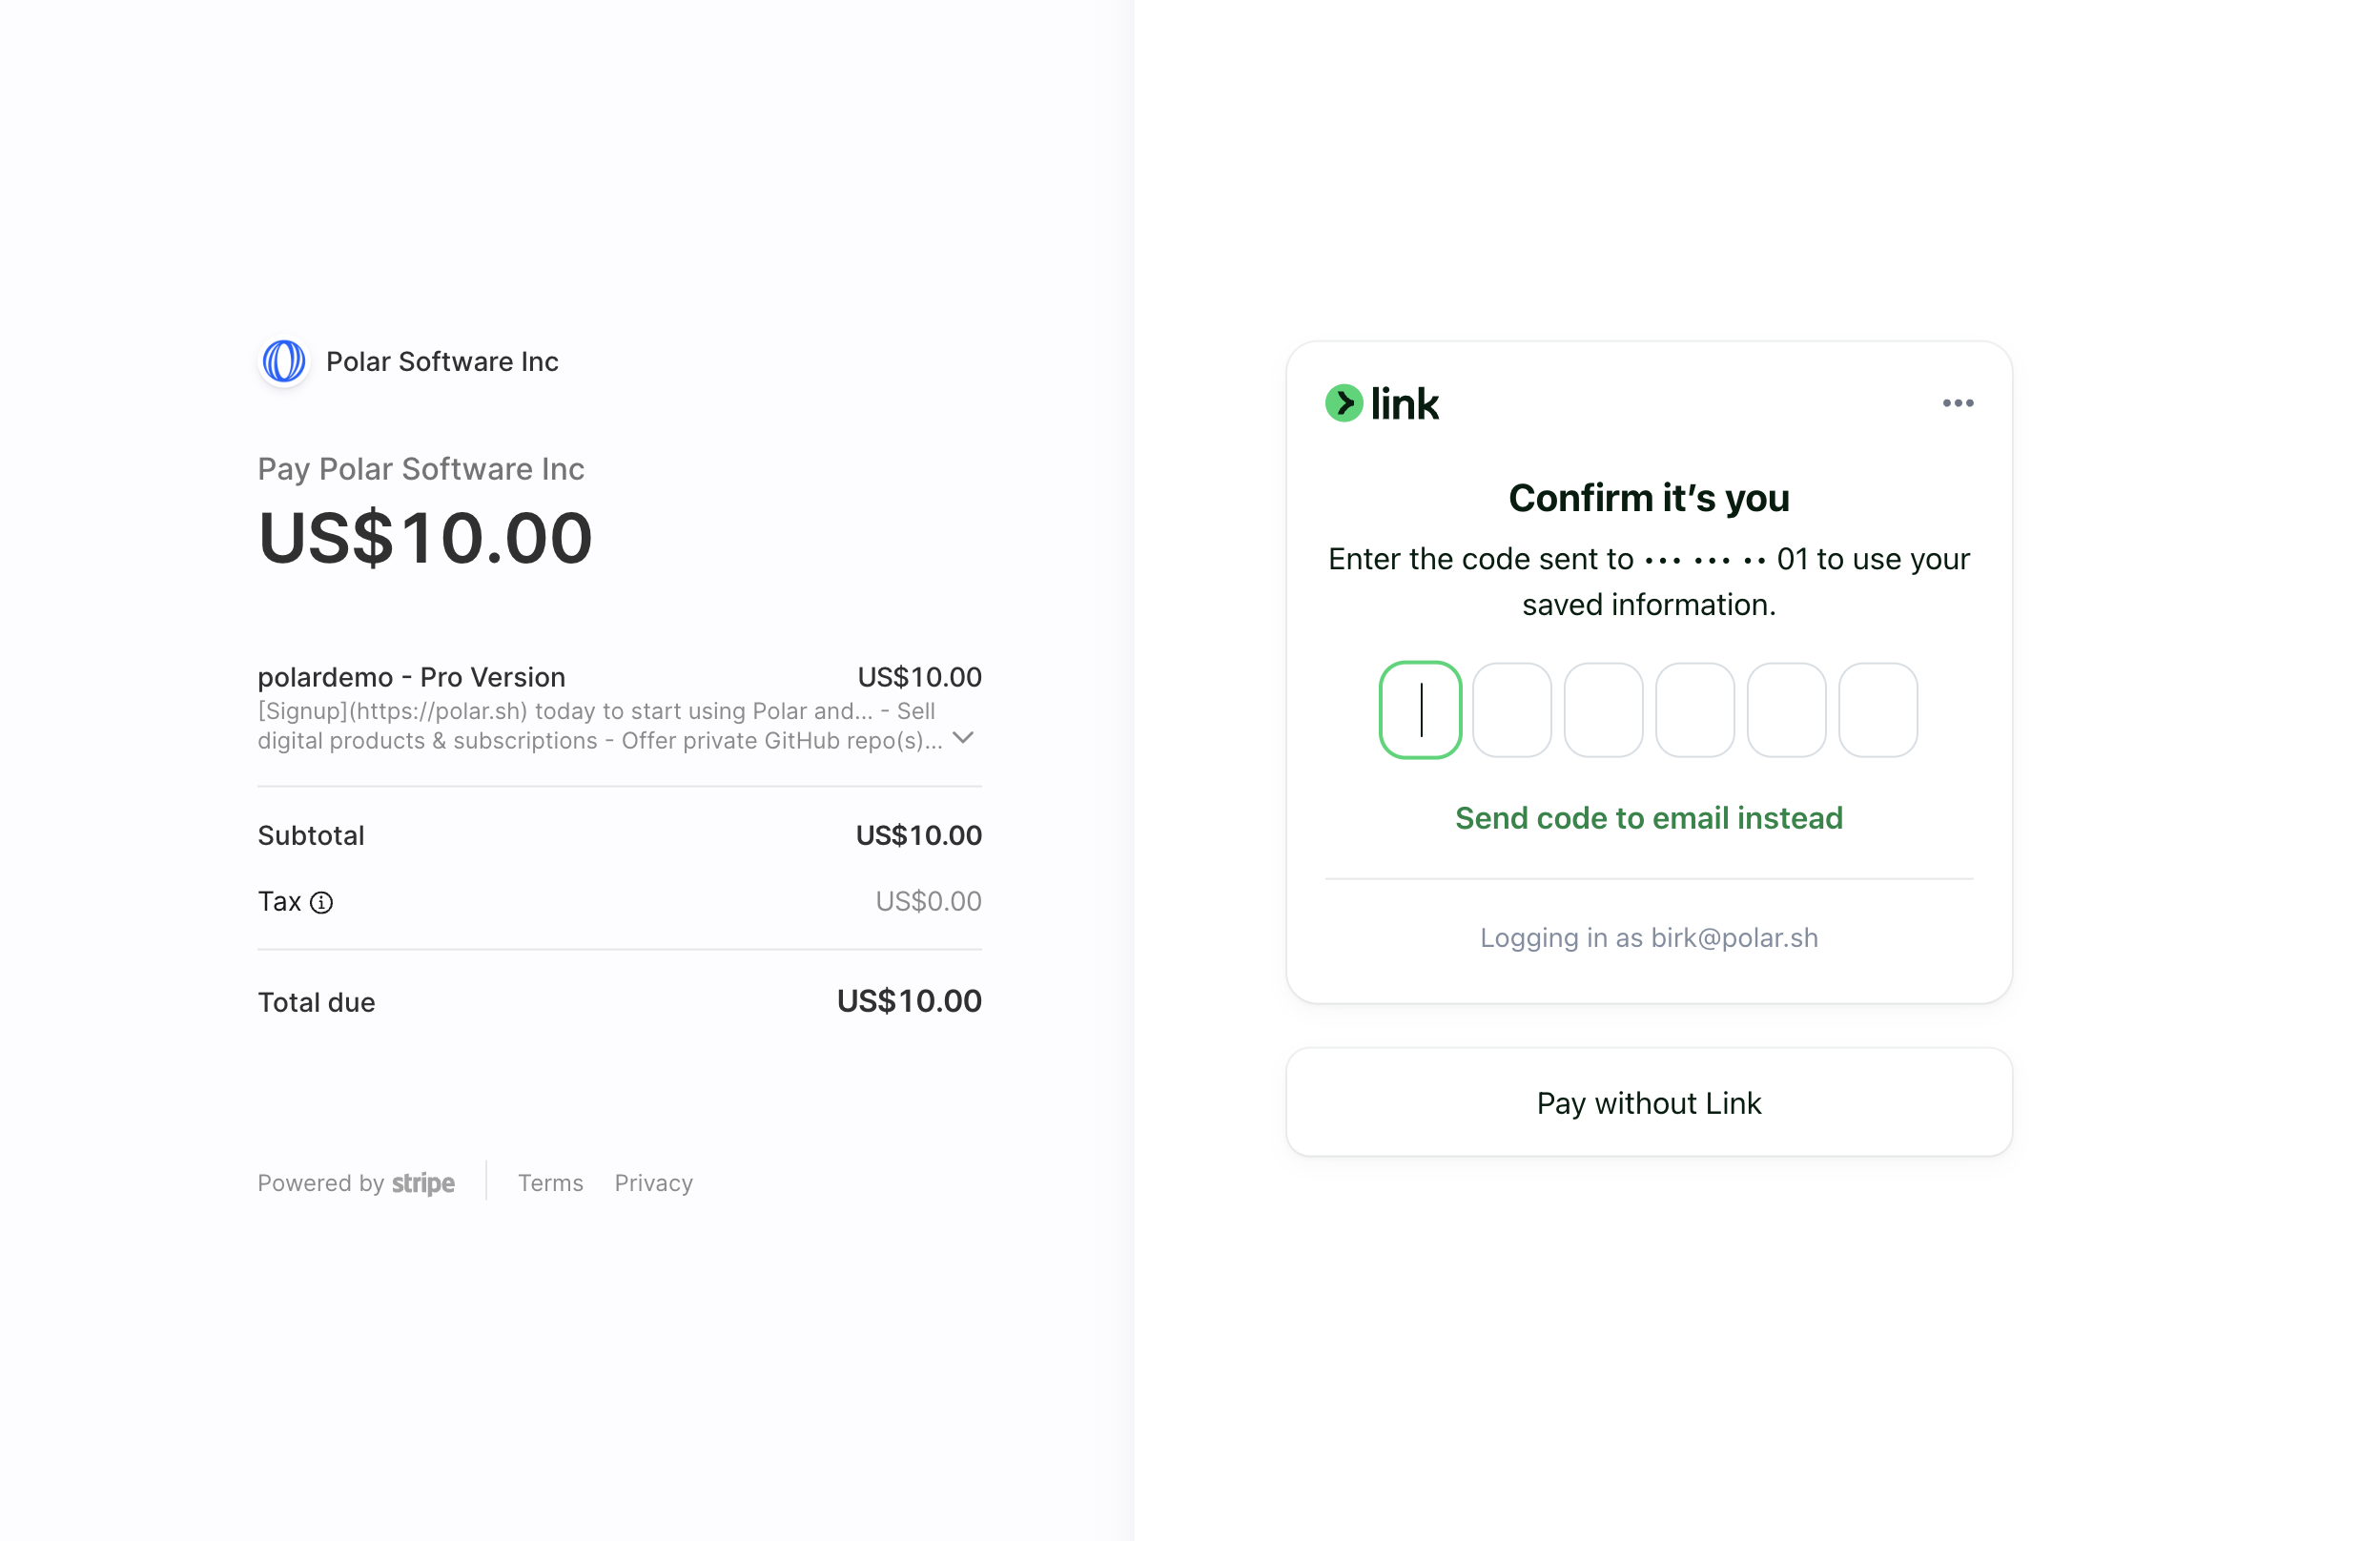 Polar Software Inc
Pay Polar Software Inc
US$10.00
polardemo - Pro Version US$10.00
[Signup](https://polar.sh) today to start using Polar and... - Sell
digital products & subscriptions - Offer private GitHub repo(s)...
Subtotal US$10.00
Tax US$0.00
Total due US$10.00
Powered by stripe Terms Privacy
link
Confirm it’s you
Enter the code sent to ••• ••• •• 01 to use your
saved information.
Send code to email instead
Logging in as birk@polar.sh
Pay without Link